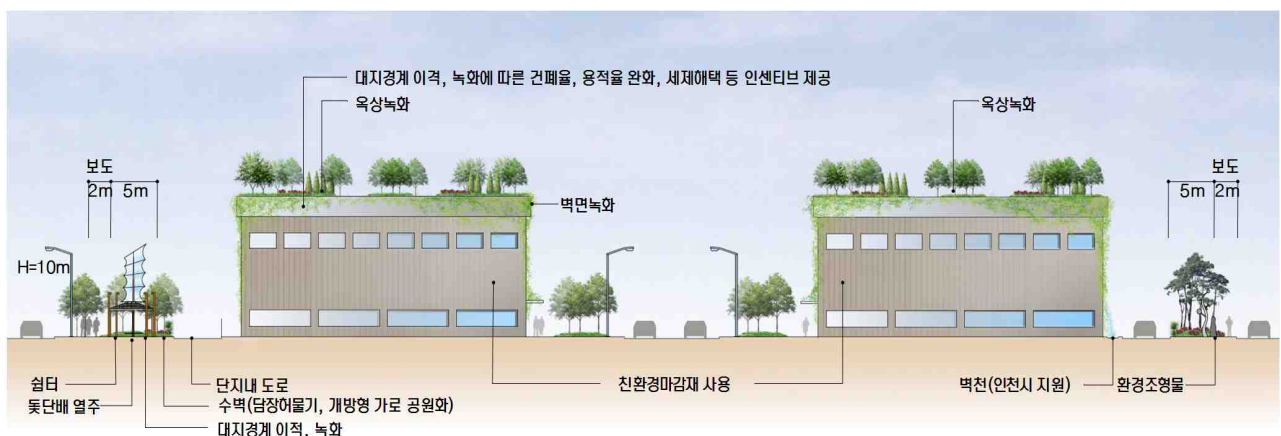 대지경계 이격, 녹화에 따른 건폐율, 용적율 완화, 세제해택 등 인센티브 제공
옥상녹화
옥상녹화
보도
2m 5m
보도
5m 2m
벽면녹화
H=10m
쉼터
돛단배 열주
단지내 도로
수벽(담장허물기, 개방형 가로 공원화)
대지경계 이적, 녹화
친환경마감재 사용
벽천(인천시 지원)
환경조형물